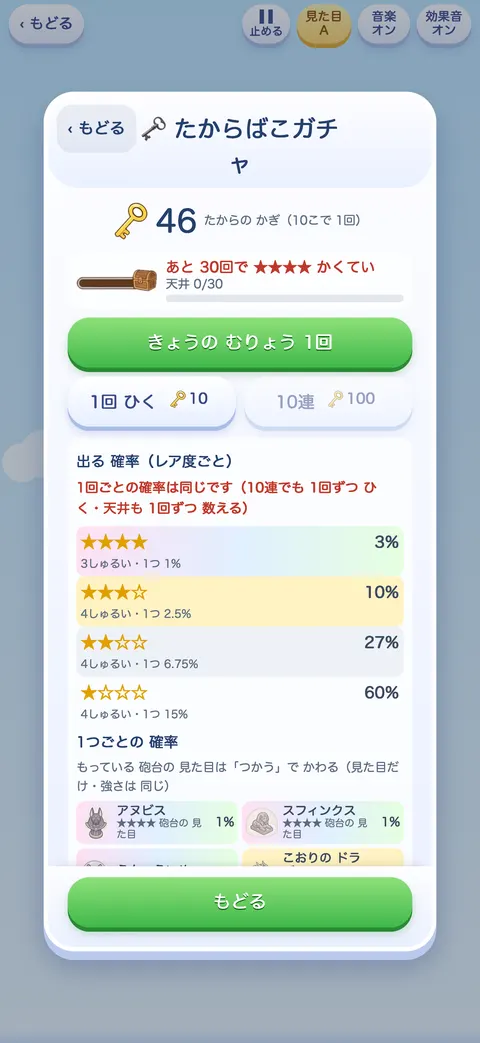 ‹ もどる
止める
見た目
A
音楽
オン
効果音
オン
‹ もどる
たからばこガチ
ャ
46 たからの かぎ（10こで 1回）
あと 30回で ★★★★ かくてい
天井 0/30
きょうの むりょう 1回
1回 ひく 10
10連 100
出る 確率（レア度ごと）
1回ごとの確率は同じです（10連でも 1回ずつ ひ
く・天井も 1回ずつ 数える）
★★★★ 3%
3しゅるい・1つ 1%
★★★☆ 10%
4しゅるい・1つ 2.5%
★★☆☆ 27%
4しゅるい・1つ 6.75%
★☆☆☆ 60%
4しゅるい・1つ 15%
1つごとの 確率
もっている 砲台の 見た目は「つかう」で かわる（見た目だ
け・強さは 同じ）
アヌビス
★★★★ 砲台の 見
た目
1%
スフィンクス
★★★★ 砲台の 見
た目
1%
こおりの ドラ
もどる